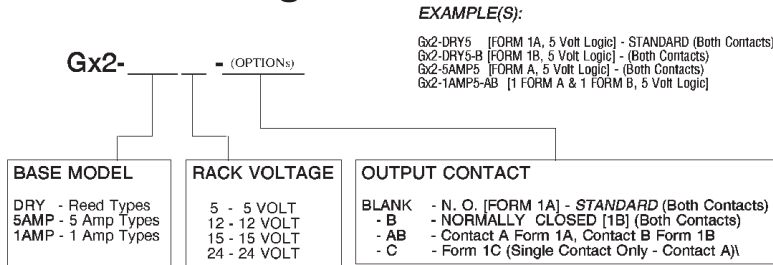 EXAMPLE(S):
Gx2-DRY5 [FORM 1A, 5 Volt Logic] - STANDARD (Both Contacts)
Gx2-DRY5-B [FORM 1B, 5 Volt Logic] - (Both Contacts)
Gx2-5AMP5 [FORM A, 5 Volt Logic] - (Both Contacts)
Gx2-1AMP5-AB [1 FORM A & 1 FORM B, 5 Volt Logic]
Gx2-____ __ - (OPTIONs)
BASE MODEL
DRY - Reed Types
5AMP - 5 Amp Types
1AMP - 1 Amp Types
RACK VOLTAGE
5 - 5 VOLT
12 - 12 VOLT
15 - 15 VOLT
24 - 24 VOLT
OUTPUT CONTACT
BLANK - N. O. [FORM 1A] - STANDARD (Both Contacts)
- B - NORMALLY CLOSED [1B] (Both Contacts)
- AB - Contact A Form 1A, Contact B Form 1B
- C - Form 1C (Single Contact Only - Contact A)\